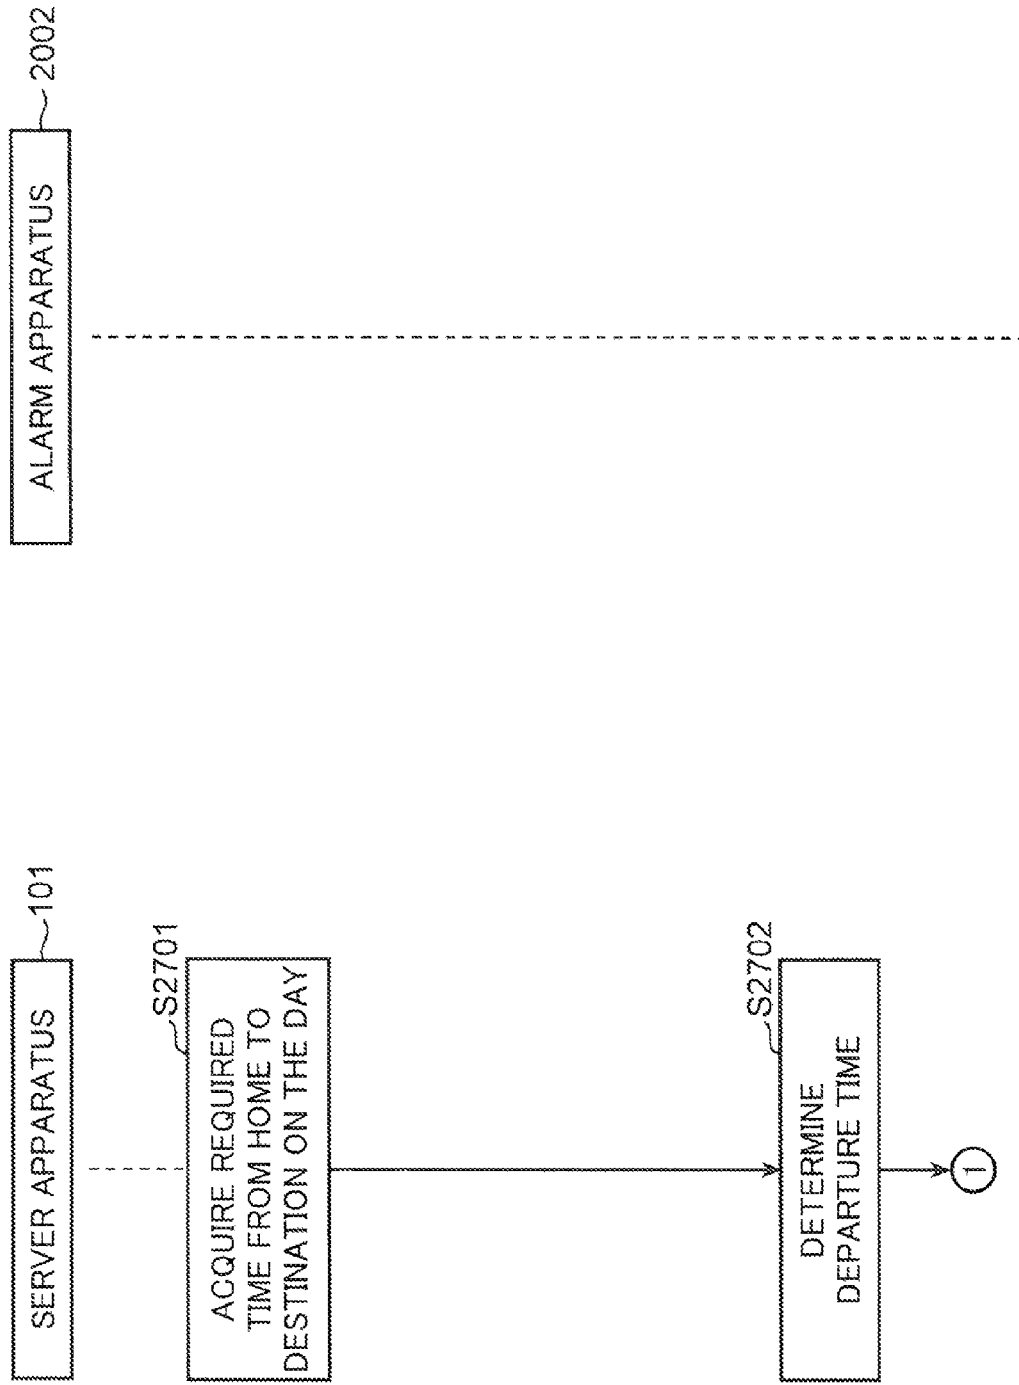 SERVER APPARATUS
101
ALARM APPARATUS
2002
S2701
ACQUIRE REQUIRED
TIME FROM HOME TO
DESTINATION ON THE DAY
S2702
DETERMINE
DEPARTURE TIME
1